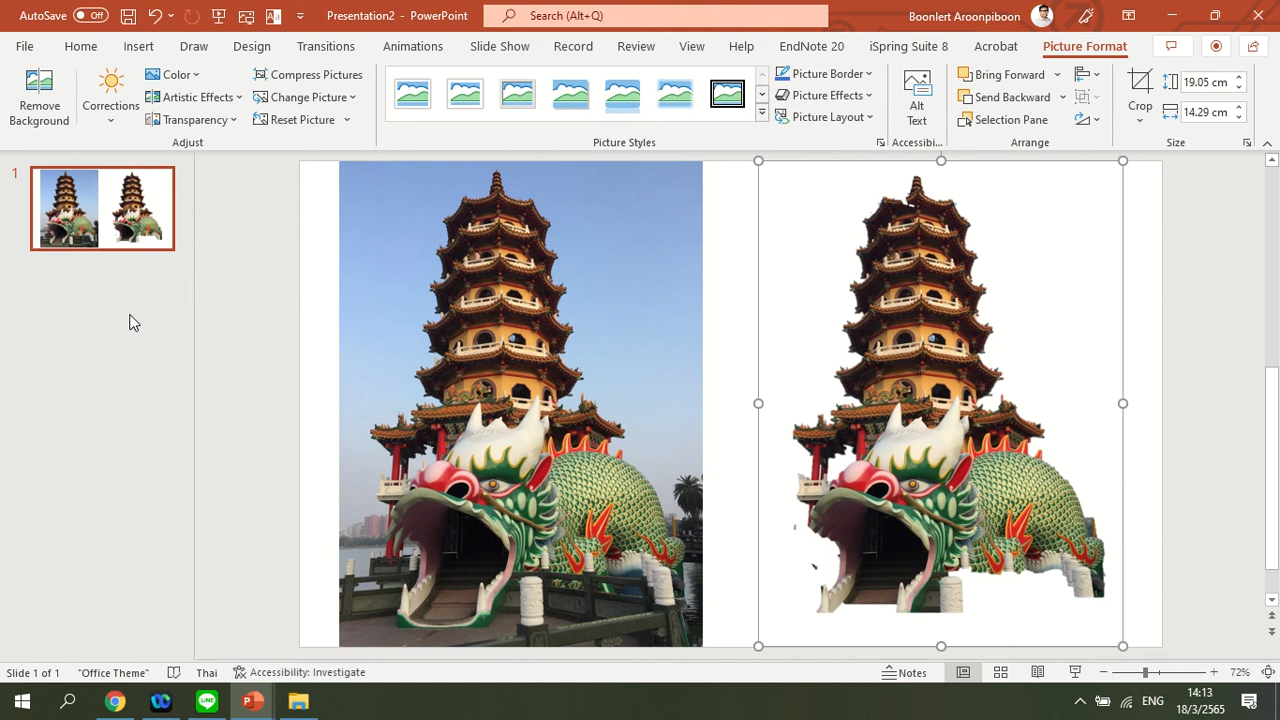 AutoSave Off Presentation2 - PowerPoint Search (Alt+Q) Boonlert Aroonpiboon
File Home Insert Draw Design Transitions Animations Slide Show Record Review View Help EndNote 20 iSpring Suite 8 Acrobat Picture Format
Remove Background
Corrections
Color
Artistic Effects
Transparency
Compress Pictures
Change Picture
Reset Picture
Adjust
Picture Border
Picture Effects
Picture Layout
Picture Styles
Alt Text
Accessibi...
Bring Forward
Send Backward
Selection Pane
Arrange
Crop
19.05 cm
14.29 cm
Size
1
Slide 1 of 1 "Office Theme" Thai Accessibility: Investigate Notes 72%
ENG
14:13
18/3/2565